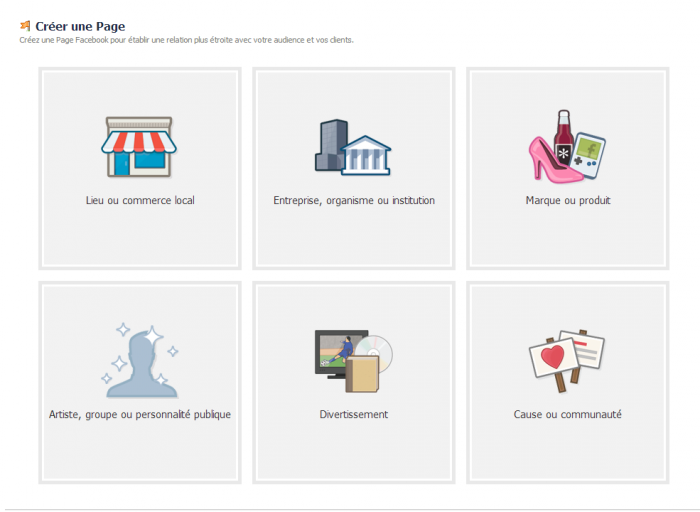 Créer une Page
Créez une Page Facebook pour établir une relation plus étroite avec votre audience et vos clients.
Lieu ou commerce local
Entreprise, organisme ou institution
Marque ou produit
Artiste, groupe ou personnalité publique
Divertissement
Cause ou communauté